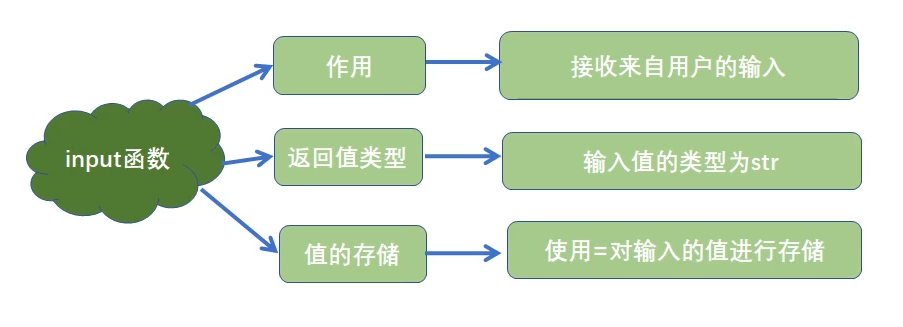 input函数
作用
接收来自用户的输入
返回值类型
输入值的类型为str
值的存储
使用=对输入的值进行存储